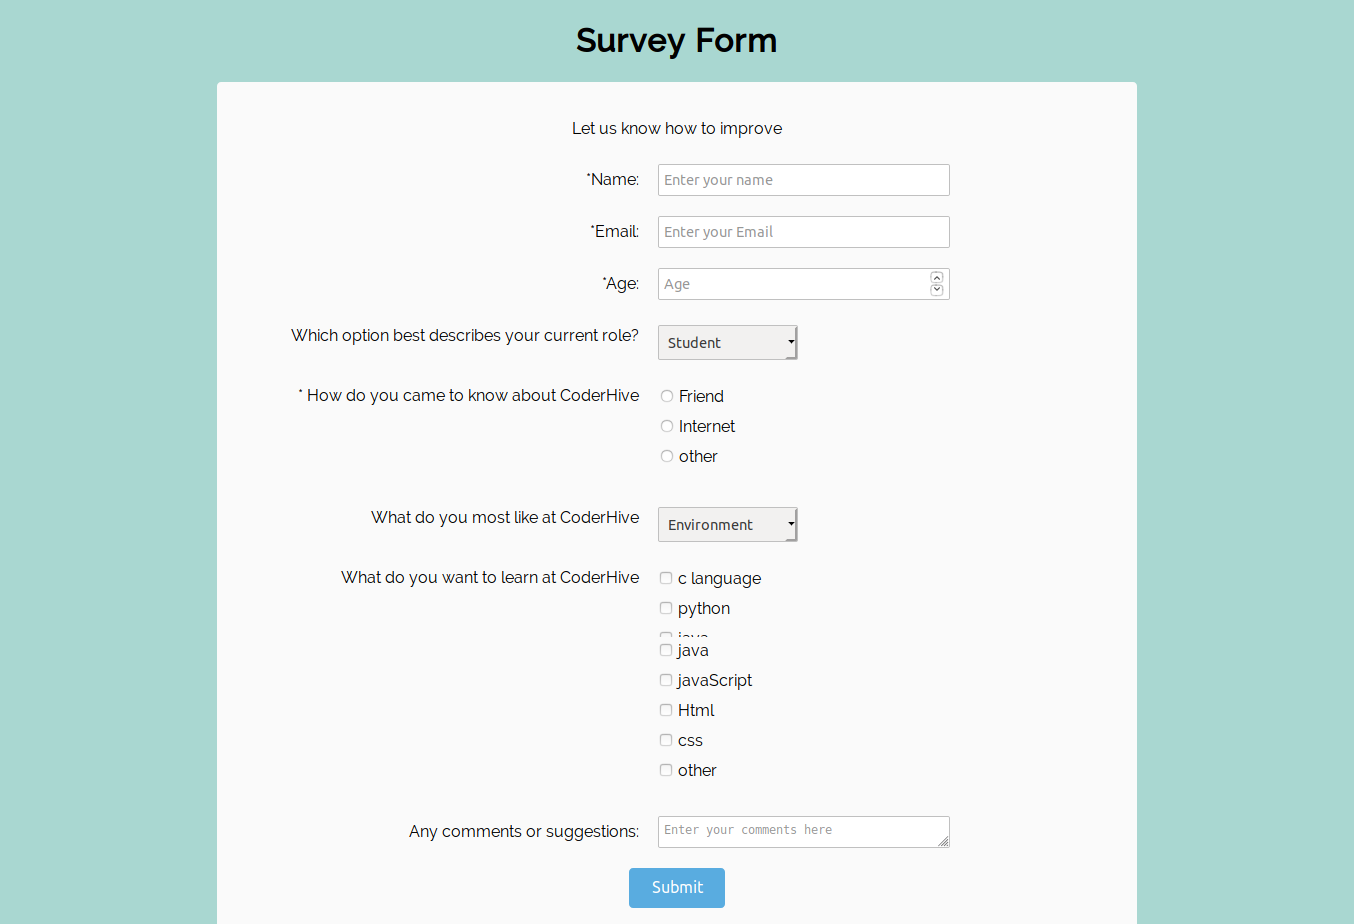 Survey Form
Let us know how to improve
*Name: Enter your name
*Email: Enter your Email
*Age: Age
Which option best describes your current role? Student
* How do you came to know about CoderHive Friend
Internet
other
What do you most like at CoderHive Environment
What do you want to learn at CoderHive c language
python
java
java
javaScript
Html
css
other
Any comments or suggestions: Enter your comments here
Submit